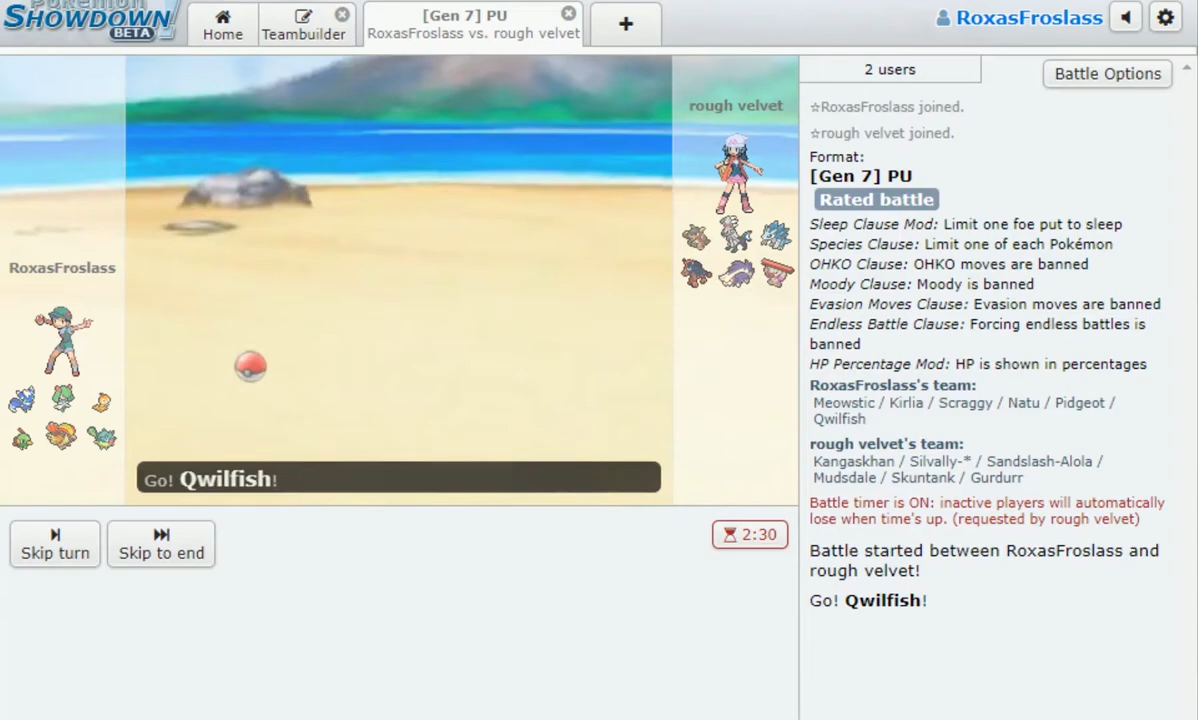 Pokémon
SHOWDOWN
BETA
Home
Teambuilder
[Gen 7] PU
RoxasFroslass vs. rough velvet
+
RoxasFroslass
2 users
Battle Options
rough velvet
RoxasFroslass
Go! Qwilfish!
Skip turn
Skip to end
2:30
☆RoxasFroslass joined.
☆rough velvet joined.
Format:
[Gen 7] PU
Rated battle
Sleep Clause Mod: Limit one foe put to sleep
Species Clause: Limit one of each Pokémon
OHKO Clause: OHKO moves are banned
Moody Clause: Moody is banned
Evasion Moves Clause: Evasion moves are banned
Endless Battle Clause: Forcing endless battles is
banned
HP Percentage Mod: HP is shown in percentages
RoxasFroslass's team:
Meowstic / Kirlia / Scraggy / Natu / Pidgeot /
Qwilfish
rough velvet's team:
Kangaskhan / Silvally-* / Sandslash-Alola /
Mudsdale / Skuntank / Gurdurr
Battle timer is ON: inactive players will automatically
lose when time's up. (requested by rough velvet)
Battle started between RoxasFroslass and
rough velvet!
Go! Qwilfish!